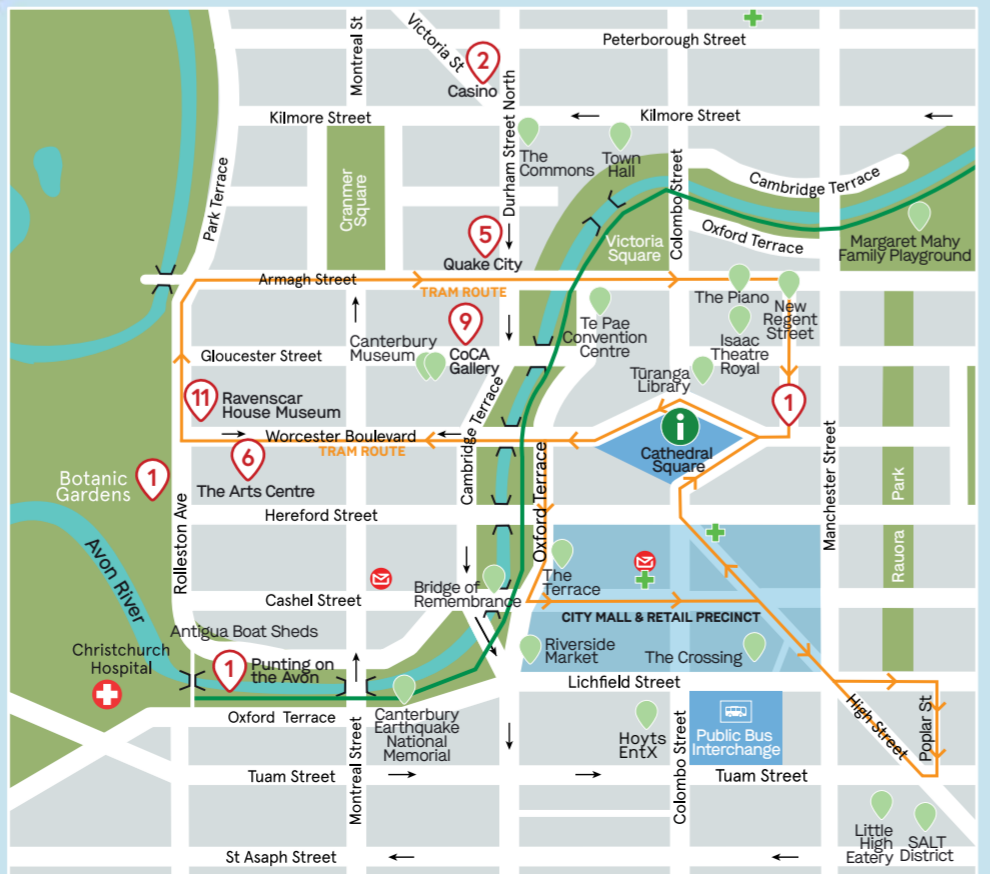 Victoria St
2
Casino
Montreal St
Peterborough Street
Kilmore Street
Kilmore Street
Durham Street North
The
Commons
Town
Hall
Colombo Street
Cambridge Terrace
Oxford Terrace
Park Terrace
Cranmer
Square
5
Quake City
Victoria
Square
Margaret Mahy
Family Playground
Armagh Street
TRAM ROUTE
The Piano
New
Regent
Street
Isaac
Theatre
Royal
Te Pae
Convention
Centre
Canterbury
Museum
9
CoCA
Gallery
Gloucester Street
Tūranga
Library
11
Ravenscar
House Museum
1
i
Cathedral
Square
Worcester Boulevard
TRAM ROUTE
6
The Arts Centre
Cambridge Terrace
Oxford Terrace
Manchester Street
Park
Rauora
Botanic
Gardens
1
Rolleston Ave
Hereford Street
Avon River
The
Terrace
Bridge of
Remembrance
Cashel Street
CITY MALL & RETAIL PRECINCT
Antigua Boat Sheds
Christchurch
Hospital
1
Punting on
the Avon
Riverside
Market
The Crossing
Lichfield Street
Oxford Terrace
Canterbury
Earthquake
National
Memorial
Montreal Street
Hoyts
EntX
Colombo Street
Public Bus
Interchange
High Street
Poplar St
Tuam Street
Tuam Street
Little
High
Eatery
SALT
District
St Asaph Street